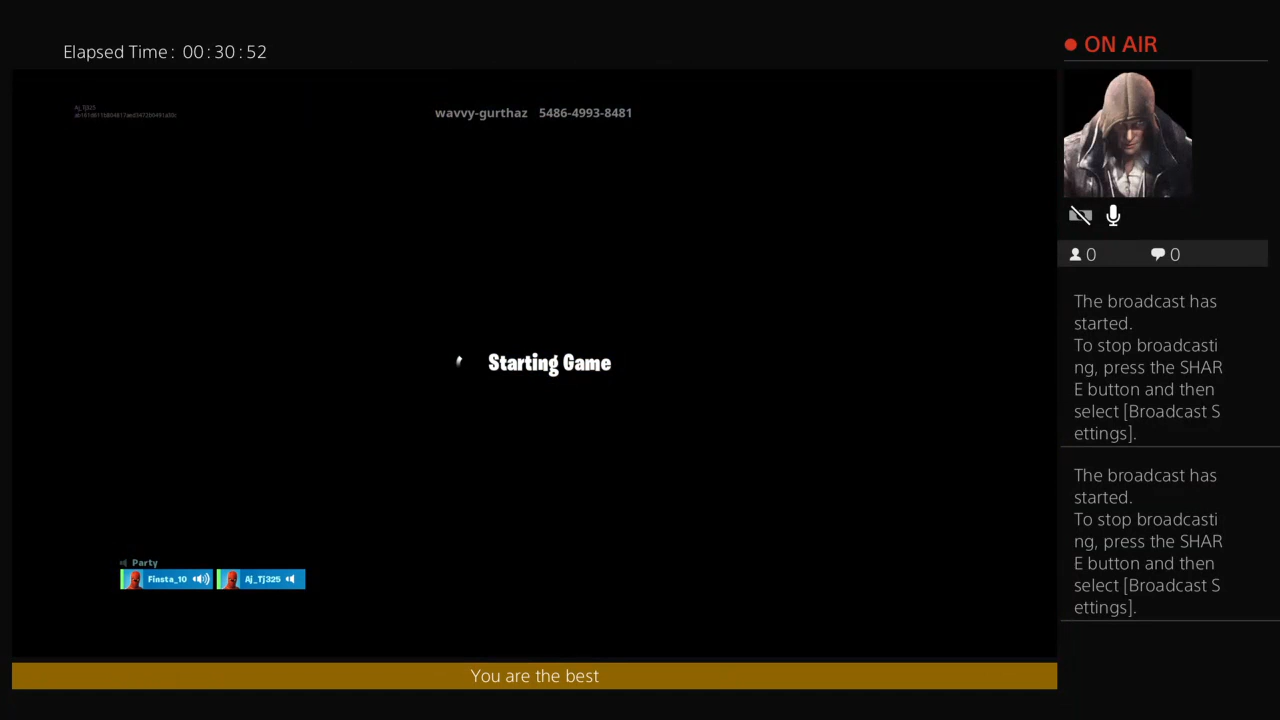 Elapsed Time: 00:30:52
ON AIR
Aj_Tj325
wavvy-gurthaz 5486-4993-8481
0 0
The broadcast has
started.
To stop broadcasti
ng, press the SHAR
E button and then
select [Broadcast S
ettings].
Starting Game
The broadcast has
started.
To stop broadcasti
ng, press the SHAR
E button and then
select [Broadcast S
ettings].
Party
Finsta_10 Aj_Tj325
You are the best